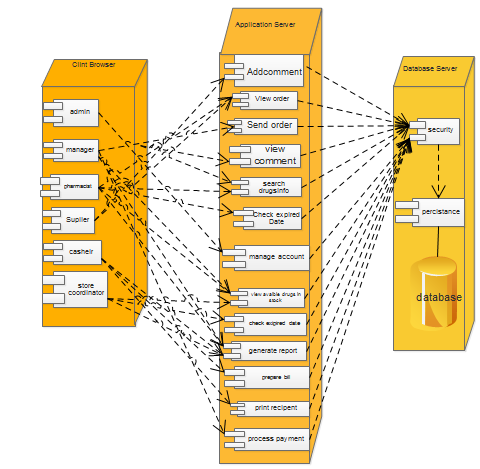 Clint Browser
admin
manager
pharmacist
Suplier
casheir
store
coordinator
Application Server
Addcomment
View order
Send order
view
comment
search
drugsinfo
Check expired
Date
manage account
view avaible drugs in
stock
check expired date
generate report
prepare bill
print recipent
process payment
Database Server
security
percistance
database